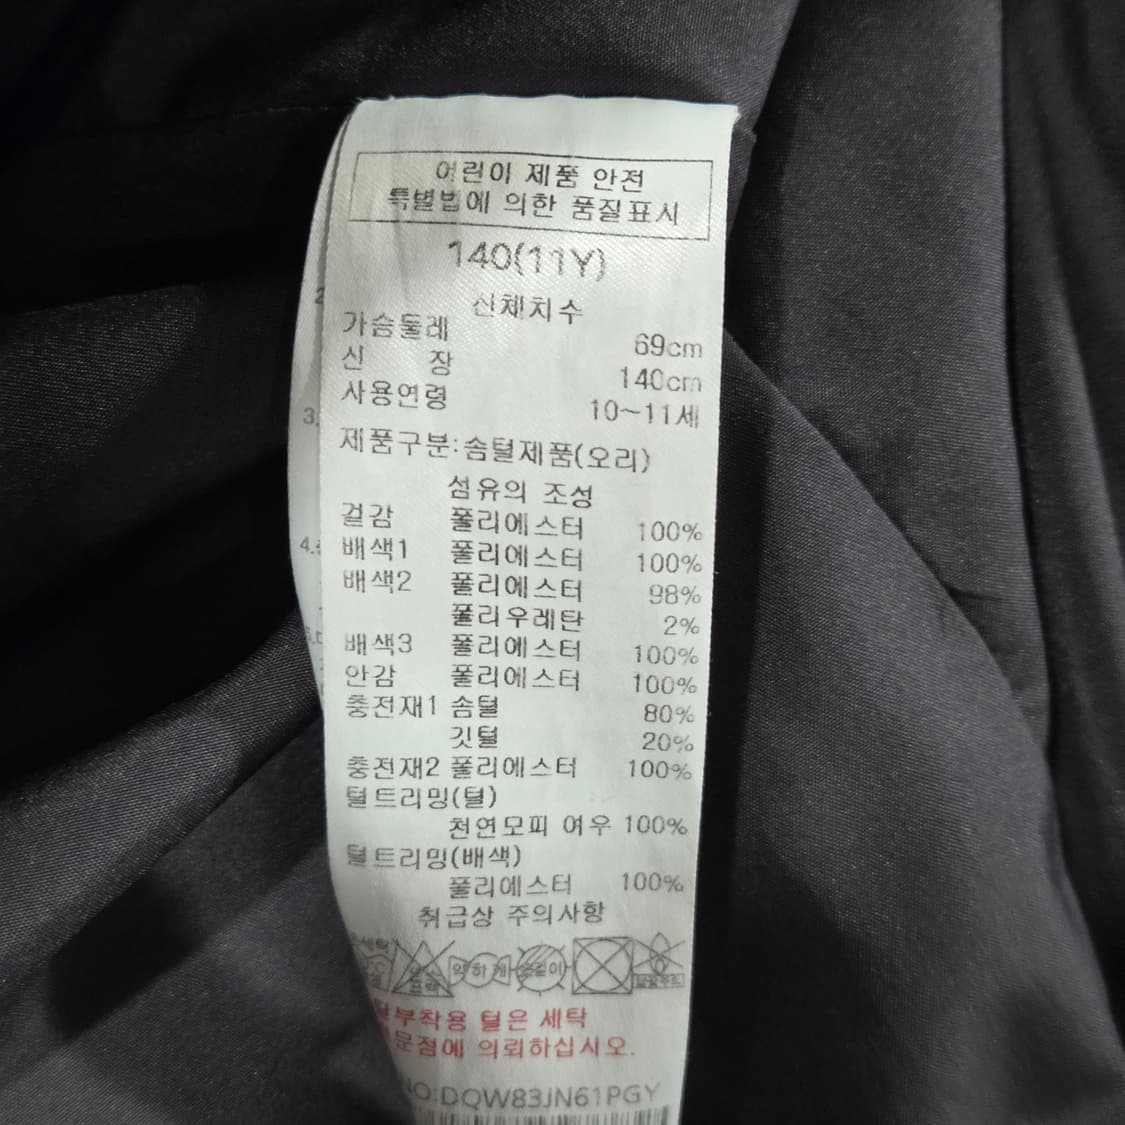 어린이 제품 안전
특별법에 의한 품질표시
140(11Y)
신체치수
가슴둘레 69cm
신 장 140cm
사용연령 10~11세
제품구분:솜털제품(오리)
섬유의 조성
겉감 폴리에스터 100%
배색1 폴리에스터 100%
배색2 폴리에스터 98%
폴리우레탄 2%
배색3 폴리에스터 100%
안감 폴리에스터 100%
충전재1 솜털 80%
깃털 20%
충전재2 폴리에스터 100%
털트리밍(털)
천연모피 여우 100%
털트리밍(배색)
폴리에스터 100%
취급상 주의사항
약하게
털부착용 털은 세탁
문점에 의뢰하십시오.
NO:DQW83JN61PGY